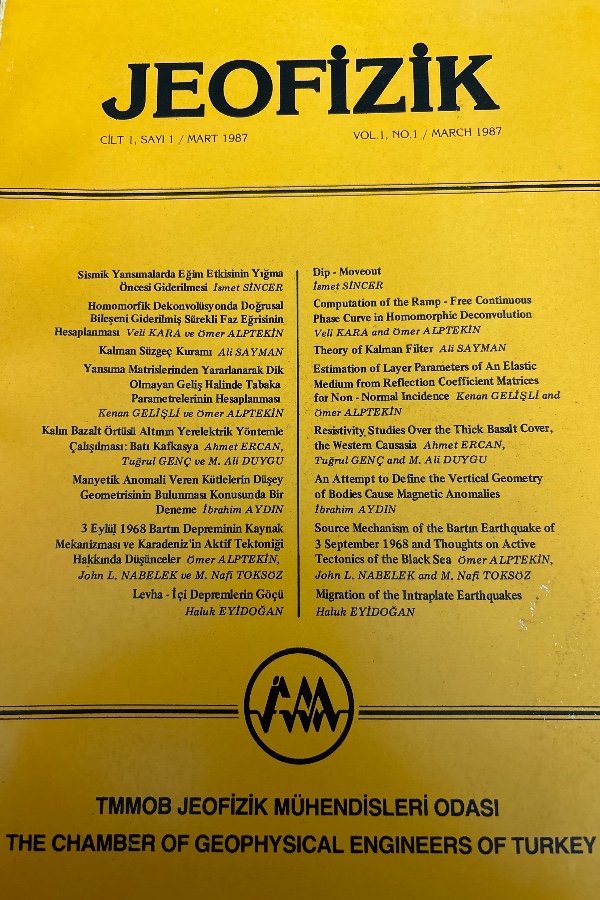 JEOFİZİK
CİLT 1, SAYI 1 / MART 1987
VOL.1, NO.1 / MARCH 1987
Sismik Yansımalarda Eğim Etkisinin Yığma
Öncesi Giderilmesi İsmet SİNCER
Homomorfik Dekonvolüsyonda Doğrusal
Bileşeni Giderilmiş Sürekli Faz Eğrisinin
Hesaplanması Veli KARA ve Ömer ALPTEKİN
Kalman Süzgeç Kuramı Ali SAYMAN
Yansıma Matrislerinden Yararlanarak Dik
Olmayan Geliş Halinde Tabaka
Parametrelerinin Hesaplanması
Kenan GELİŞLİ ve Ömer ALPTEKİN
Kalın Bazalt Örtüsü Altının Yerelektrik Yöntemle
Çalışılması: Batı Kafkasya Ahmet ERCAN,
Tuğrul GENÇ ve M. Ali DUYGU
Manyetik Anomali Veren Kütlelerin Düşey
Geometrisinin Bulunması Konusunda Bir
Deneme İbrahim AYDIN
3 Eylül 1968 Bartın Depreminin Kaynak
Mekanizması ve Karadeniz'in Aktif Tektoniği
Hakkında Düşünceler Ömer ALPTEKİN,
John L. NABELEK ve M. Nafi TOKSÖZ
Levha - İçi Depremlerin Göçü
Haluk EYİDOĞAN
Dip - Moveout
İsmet SİNCER
Computation of the Ramp - Free Continuous
Phase Curve in Homomorphic Deconvolution
Veli KARA and Ömer ALPTEKİN
Theory of Kalman Filter Ali SAYMAN
Estimation of Layer Parameters of An Elastic
Medium from Reflection Coefficient Matrices
for Non - Normal Incidence Kenan GELİŞLİ and
Ömer ALPTEKİN
Resistivity Studies Over the Thick Basalt Cover,
the Western Causasia Ahmet ERCAN,
Tuğrul GENÇ and M. Ali DUYGU
An Attempt to Define the Vertical Geometry
of Bodies Cause Magnetic Anomalies
İbrahim AYDIN
Source Mechanism of the Bartın Earthquake of
3 September 1968 and Thoughts on Active
Tectonics of the Black Sea Ömer ALPTEKİN,
John L. NABELEK and M. Nafi TOKSÖZ
Migration of the Intraplate Earthquakes
Haluk EYİDOĞAN
TMMOB JEOFİZİK MÜHENDİSLERİ ODASI
THE CHAMBER OF GEOPHYSICAL ENGINEERS OF TURKEY